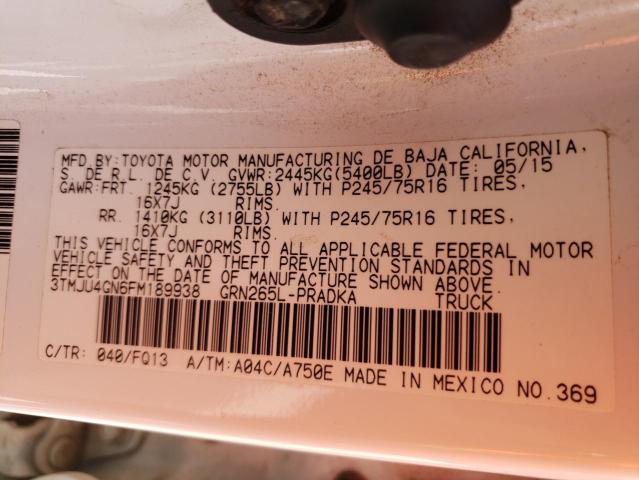 MFD.BY:TOYOTA MOTOR MANUFACTURING DE BAJA CALIFORNIA,
S. DE R.L. DE C.V. GVWR:2445KG(5400LB) DATE: 05/15
GAWR:FRT. 1245KG (2755LB) WITH P245/75R16 TIRES,
16X7J RIMS.
RR. 1410KG (3110LB) WITH P245/75R16 TIRES,
16X7J RIMS.
THIS VEHICLE CONFORMS TO ALL APPLICABLE FEDERAL MOTOR
VEHICLE SAFETY AND THEFT PREVENTION STANDARDS IN
EFFECT ON THE DATE OF MANUFACTURE SHOWN ABOVE.
3TMJU4GN6FM189938 GRN265L-PRADKA TRUCK
C/TR: 040/FQ13 A/TM:A04C/A750E MADE IN MEXICO NO.369